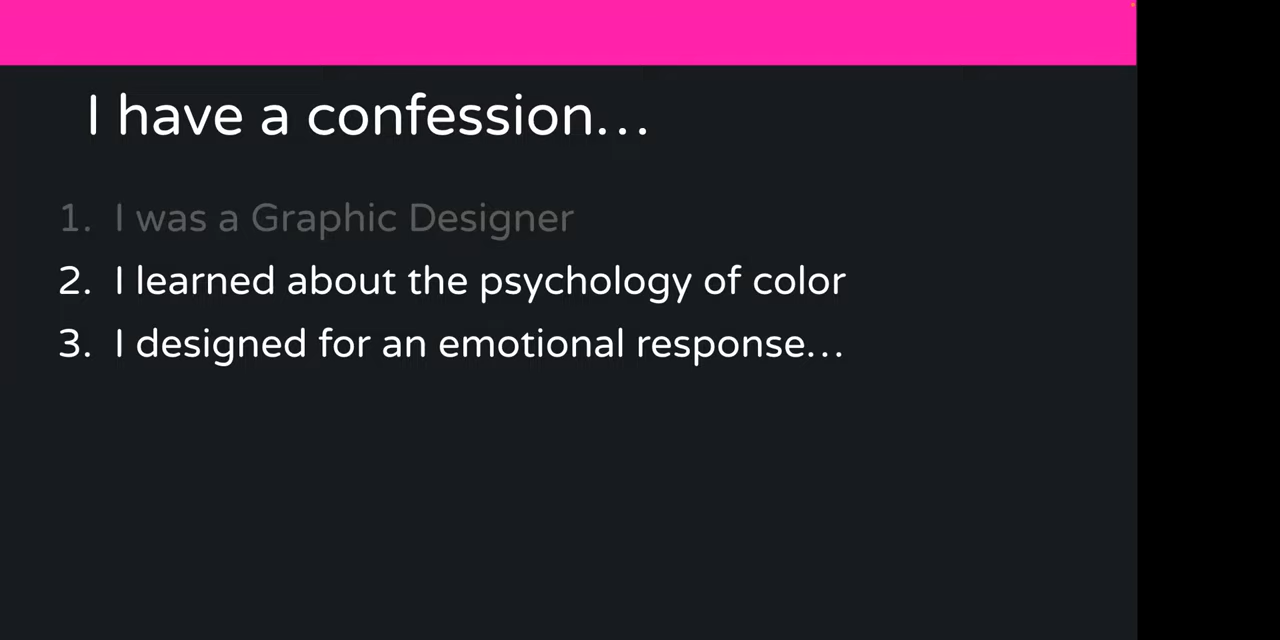 I have a confession...
1. I was a Graphic Designer
2. I learned about the psychology of color
3. I designed for an emotional response...